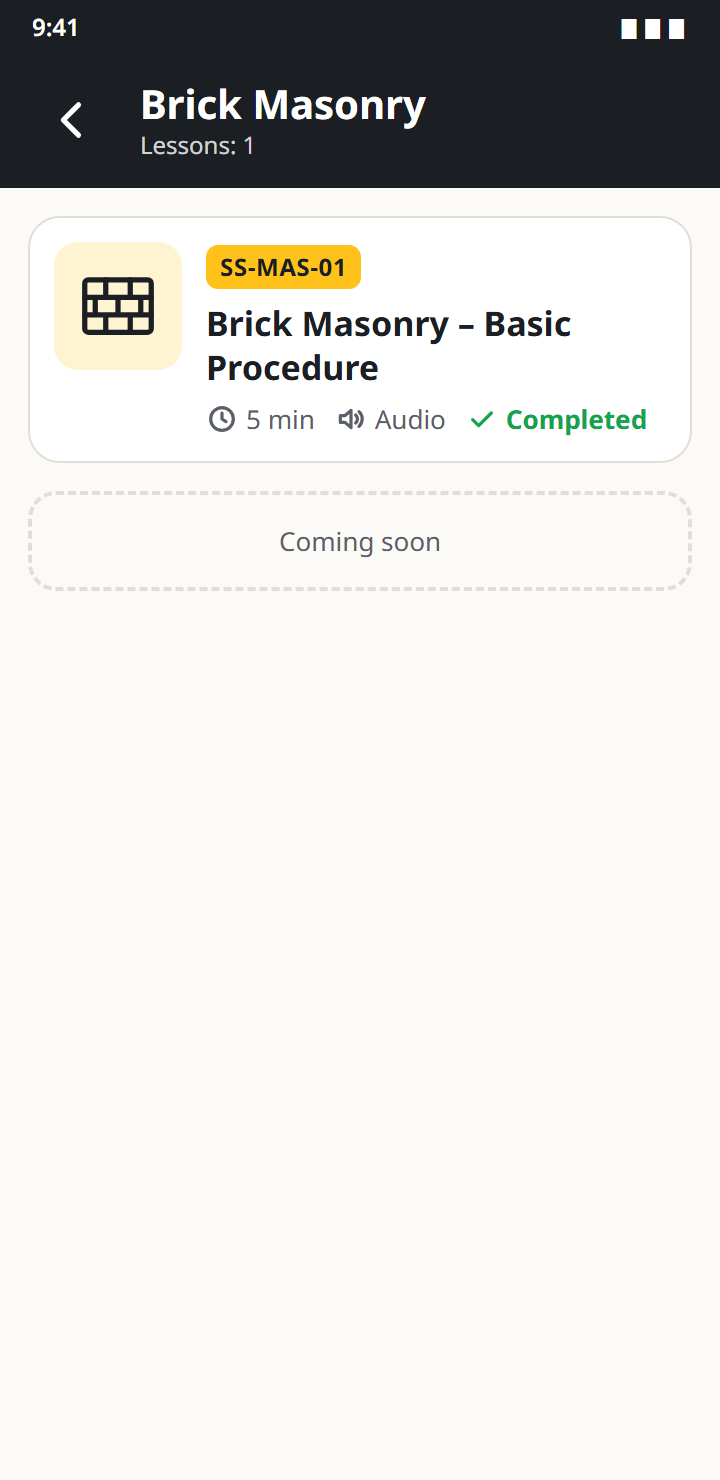 9:41
Brick Masonry
Lessons: 1
SS-MAS-01
Brick Masonry – Basic
Procedure
5 min Audio Completed
Coming soon